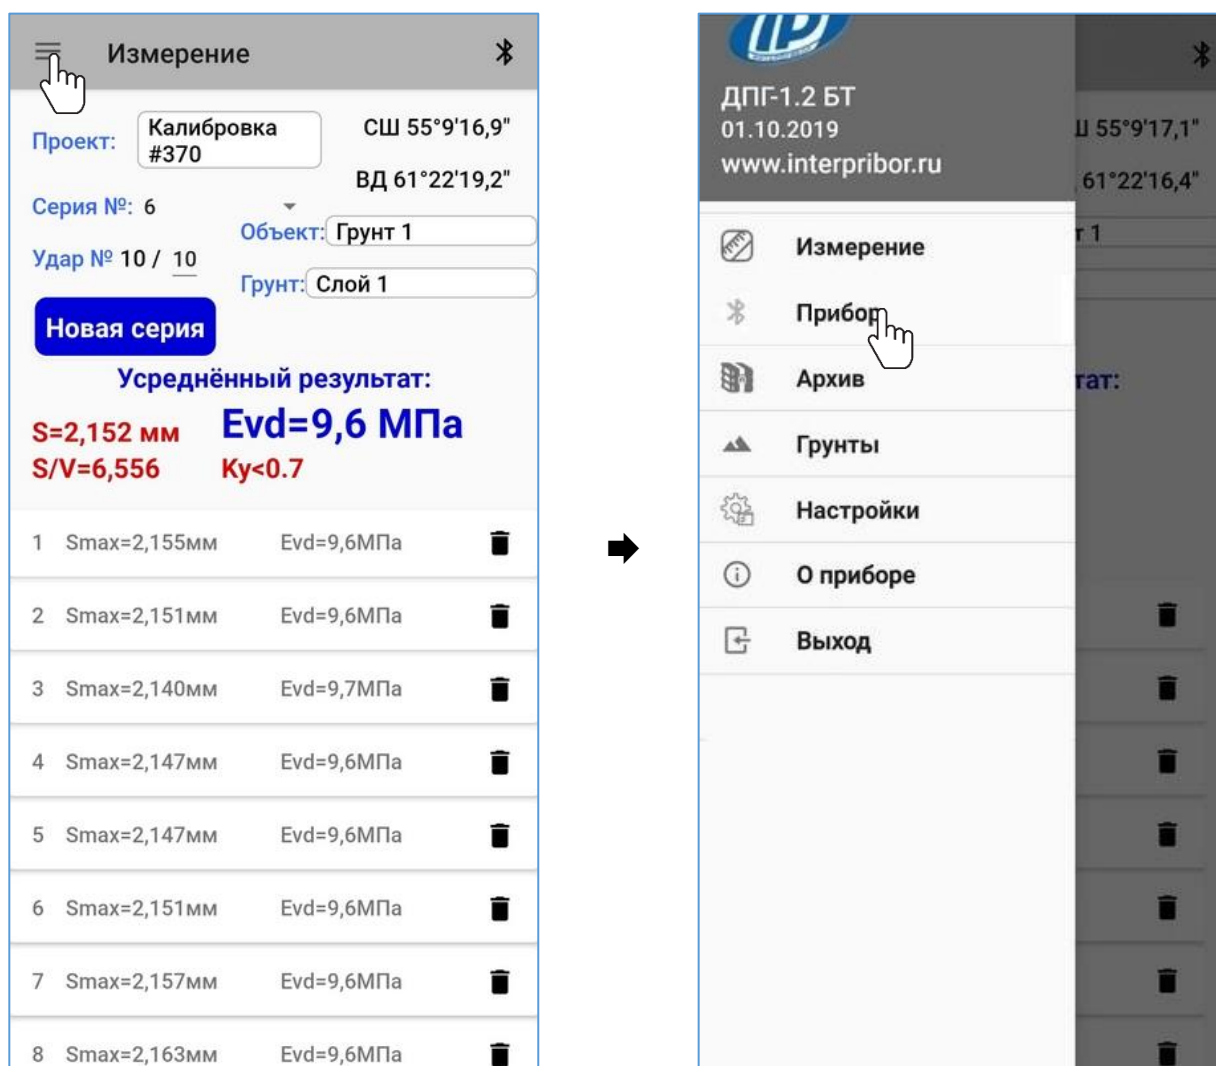 Измерение
Проект:
Калибровка
#370
СШ 55°9'16,9"
ВД 61°22'19,2"
Серия №: 6
Объект: Грунт 1
Удар № 10 / 10
Грунт: Слой 1
Новая серия
Усреднённый результат:
S=2,152 мм Evd=9,6 МПа
S/V=6,556 Ky<0.7
1 Smax=2,155мм Evd=9,6МПа
2 Smax=2,151мм Evd=9,6МПа
3 Smax=2,140мм Evd=9,7МПа
4 Smax=2,147мм Evd=9,6МПа
5 Smax=2,147мм Evd=9,6МПа
6 Smax=2,151мм Evd=9,6МПа
7 Smax=2,157мм Evd=9,6МПа
8 Smax=2,163мм Evd=9,6МПа
ДПГ-1.2 БТ
01.10.2019
www.interpribor.ru
Измерение
Прибор
Архив
Грунты
Настройки
О приборе
Выход
Ш 55°9'17,1"
61°22'16,4"
т 1
тат: